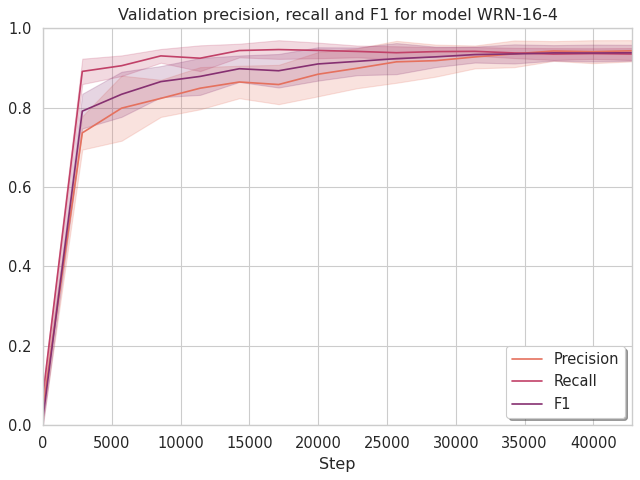 Validation precision, recall and F1 for model WRN-16-4
1.0
0.8
0.6
0.4
0.2
0.0
0 5000 10000 15000 20000 25000 30000 35000 40000
Step
Precision
Recall
F1